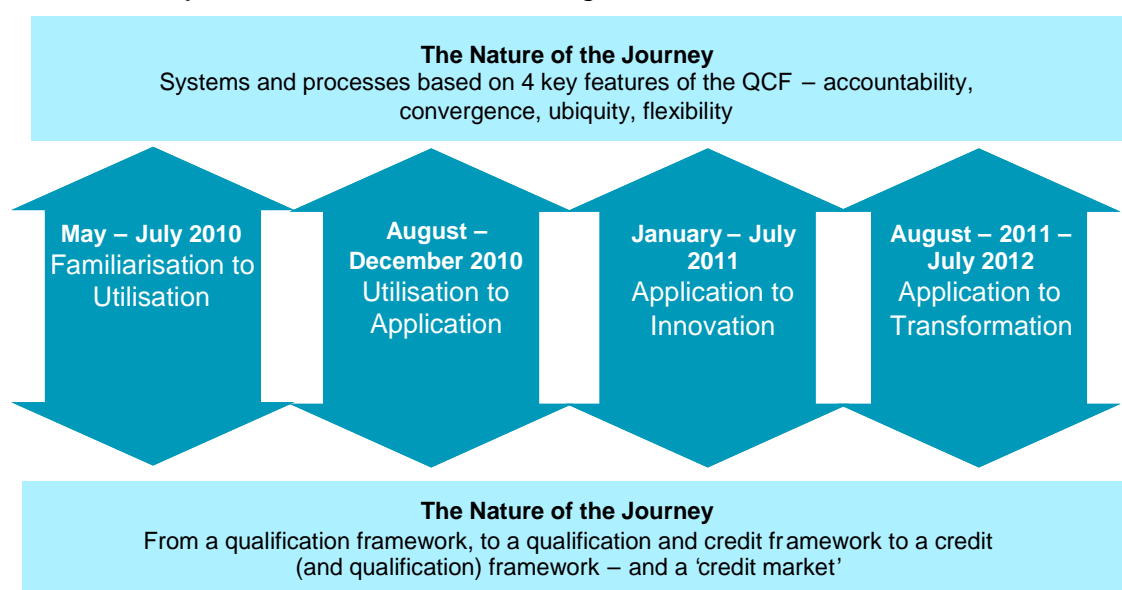 The Nature of the Journey
Systems and processes based on 4 key features of the QCF – accountability,
convergence, ubiquity, flexibility
May – July 2010
Familiarisation to
Utilisation
August –
December 2010
Utilisation to
Application
January – July
2011
Application to
Innovation
August – 2011 –
July 2012
Application to
Transformation
The Nature of the Journey
From a qualification framework, to a qualification and credit framework to a credit
(and qualification) framework – and a ‘credit market’